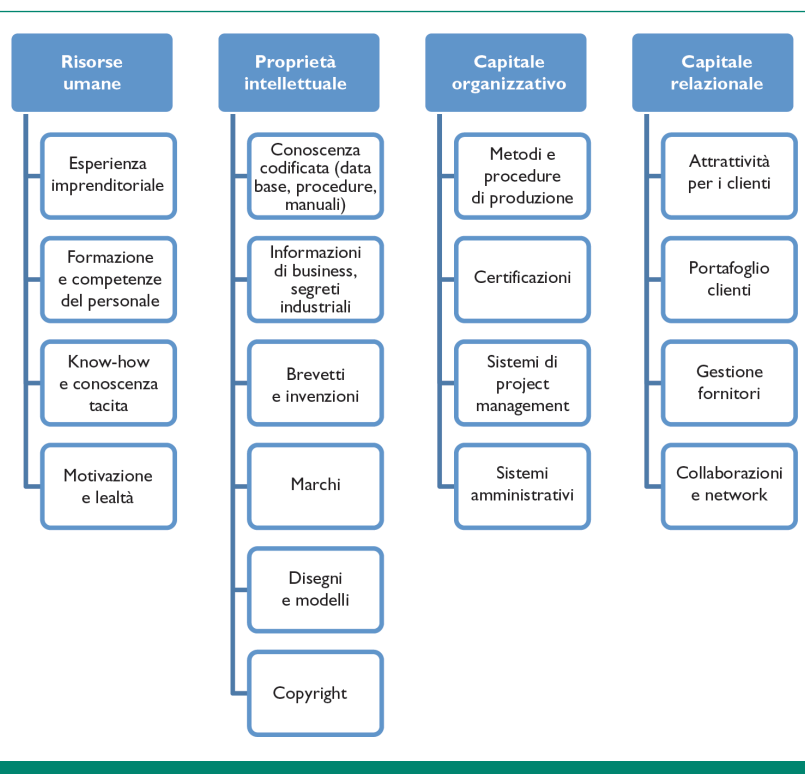 Risorse
umane
Esperienza
imprenditoriale
Formazione
e competenze
del personale
Know-how
e conoscenza
tacita
Motivazione
e lealtà
Proprietà
intellettuale
Conoscenza
codificata (data
base, procedure,
manuali)
Informazioni
di business,
segreti
industriali
Brevetti
e invenzioni
Marchi
Disegni
e modelli
Copyright
Capitale
organizzativo
Metodi e
procedure
di produzione
Certificazioni
Sistemi di
project
management
Sistemi
amministrativi
Capitale
relazionale
Attrattività
per i clienti
Portafoglio
clienti
Gestione
fornitori
Collaborazioni
e network